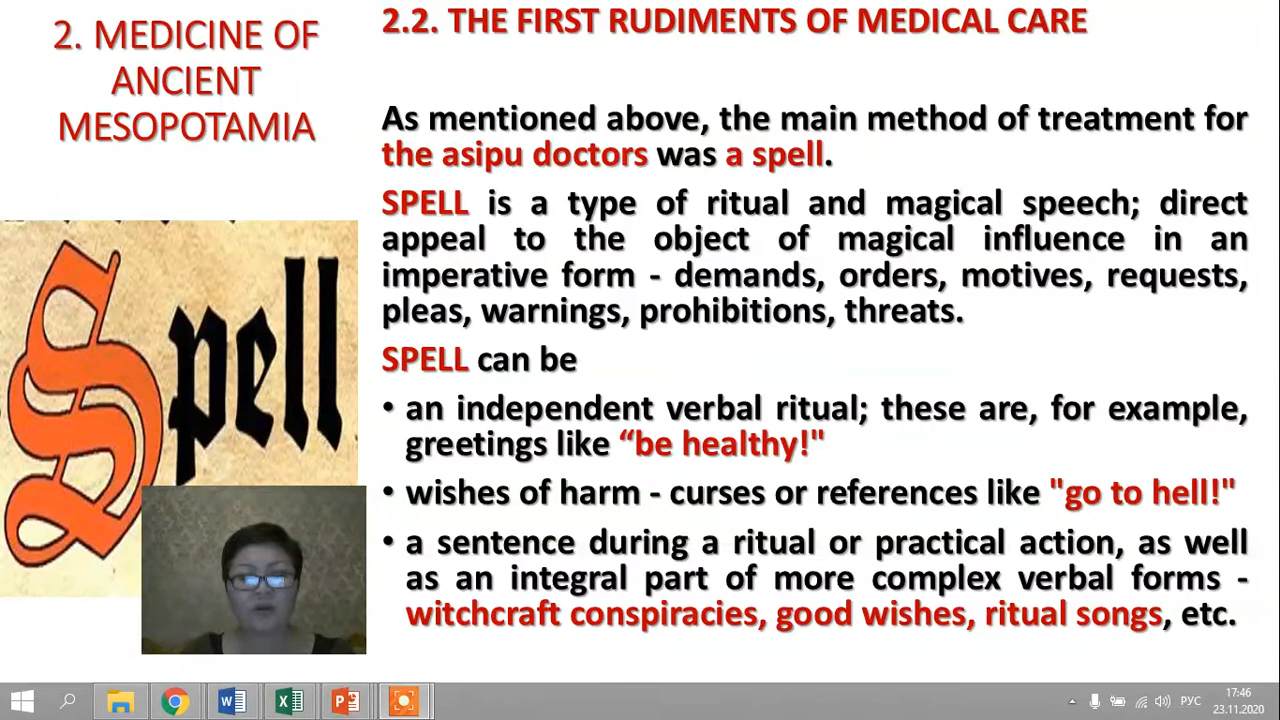 2. MEDICINE OF
ANCIENT
MESOPOTAMIA
2.2. THE FIRST RUDIMENTS OF MEDICAL CARE
As mentioned above, the main method of treatment for
the asipu doctors was a spell.
SPELL is a type of ritual and magical speech; direct
appeal to the object of magical influence in an
imperative form - demands, orders, motives, requests,
pleas, warnings, prohibitions, threats.
SPELL can be
• an independent verbal ritual; these are, for example,
greetings like “be healthy!"
• wishes of harm - curses or references like "go to hell!"
• a sentence during a ritual or practical action, as well
as an integral part of more complex verbal forms -
witchcraft conspiracies, good wishes, ritual songs, etc.
Spell
РУС
17:46
23.11.2020